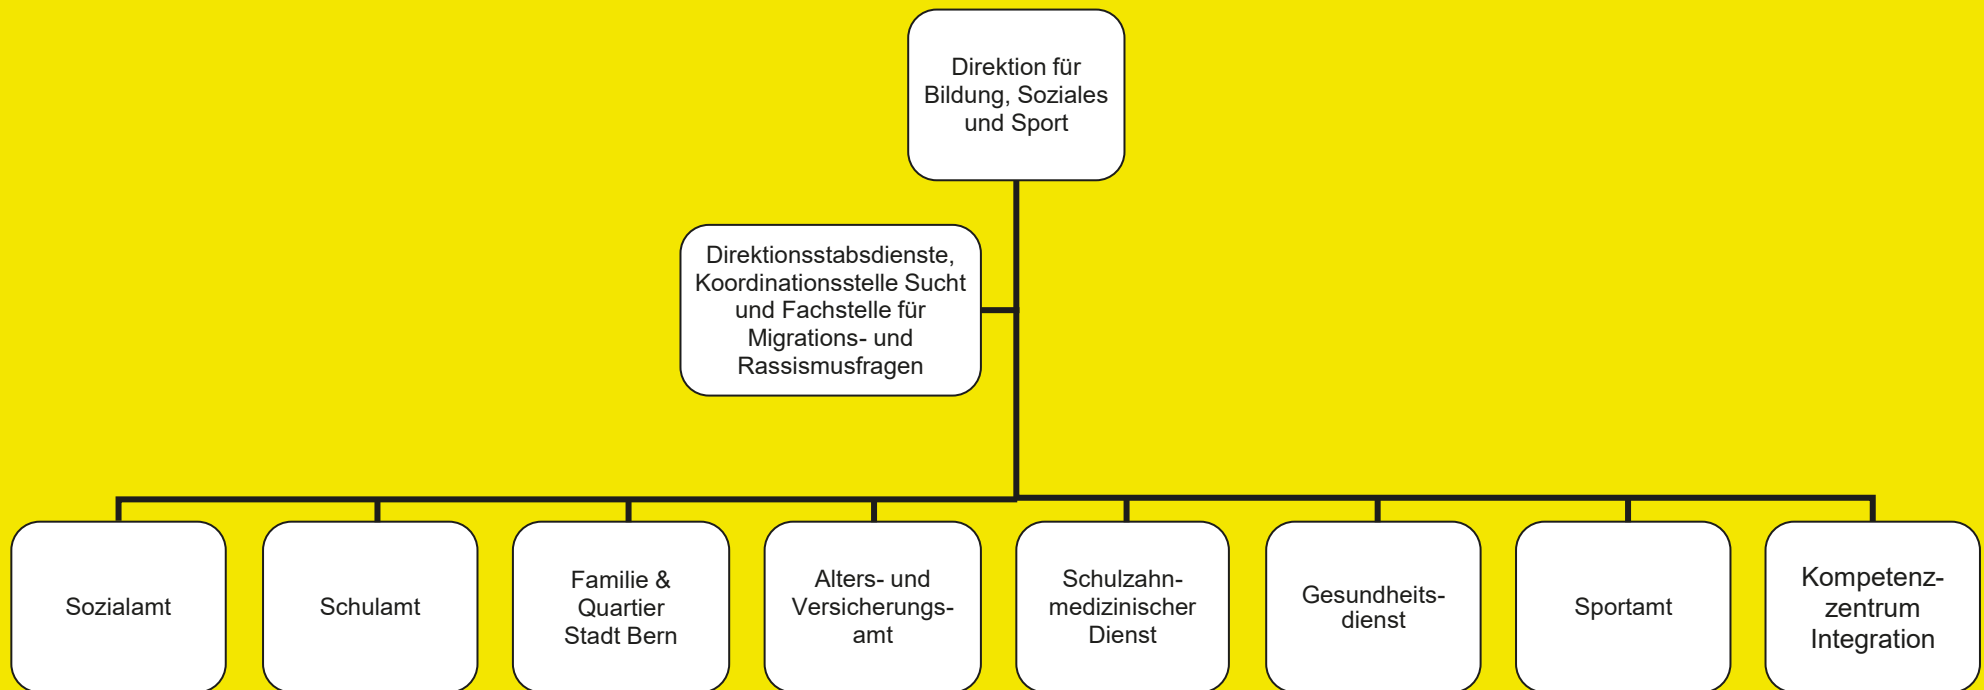 Direktion für
Bildung, Soziales
und Sport
Direktionsstabsdienste,
Koordinationsstelle Sucht
und Fachstelle für
Migrations- und
Rassismusfragen
Sozialamt
Schulamt
Familie &
Quartier
Stadt Bern
Alters- und
Versicherungs-
amt
Schulzahn-
medizinischer
Dienst
Gesundheits-
dienst
Sportamt
Kompetenz-
zentrum
Integration